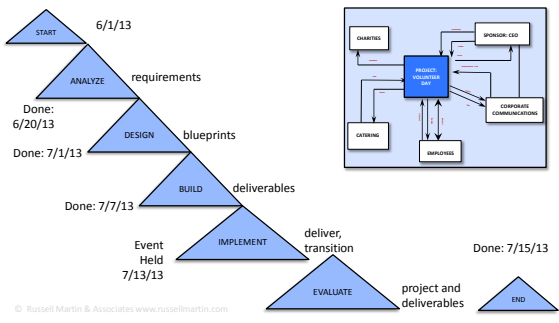 START
6/1/13
ANALYZE
requirements
Done:
6/20/13
DESIGN
blueprints
Done: 7/1/13
BUILD
deliverables
Done: 7/7/13
IMPLEMENT
deliver,
transition
Event
Held
7/13/13
EVALUATE
project and
deliverables
Done: 7/15/13
END
CHARITIES
SPONSOR: CEO
PROJECT:
VOLUNTEER
DAY
CORPORATE
COMMUNICATIONS
CATERING
EMPLOYEES
© Russell Martin & Associates www.russellmartin.com